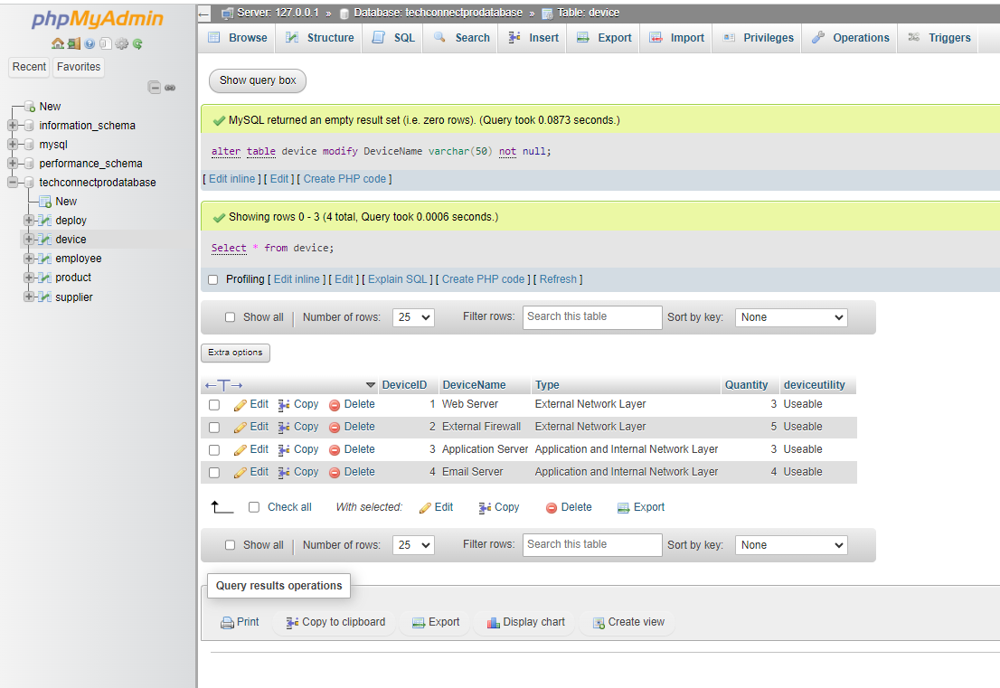 phpMyAdmin
Recent Favorites
New
information_schema
mysql
performance_schema
techconnectprodatabase
New
deploy
device
employee
product
supplier
Server: 127.0.0.1 » Database: techconnectprodatabase » Table: device
Browse Structure SQL Search Insert Export Import Privileges Operations Triggers
Show query box
MySQL returned an empty result set (i.e. zero rows). (Query took 0.0873 seconds.)
alter table device modify DeviceName varchar(50) not null;
[ Edit inline ] [ Edit ] [ Create PHP code ]
Showing rows 0 - 3 (4 total, Query took 0.0006 seconds.)
Select * from device;
Profiling [ Edit inline ] [ Edit ] [ Explain SQL ] [ Create PHP code ] [ Refresh ]
Show all | Number of rows: 25 Filter rows: Search this table Sort by key: None
Extra options
←T→ DeviceID DeviceName Type Quantity deviceutility
Edit Copy Delete 1 Web Server External Network Layer 3 Useable
Edit Copy Delete 2 External Firewall External Network Layer 5 Useable
Edit Copy Delete 3 Application Server Application and Internal Network Layer 3 Useable
Edit Copy Delete 4 Email Server Application and Internal Network Layer 4 Useable
Check all With selected: Edit Copy Delete Export
Show all | Number of rows: 25 Filter rows: Search this table Sort by key: None
Query results operations
Print Copy to clipboard Export Display chart Create view